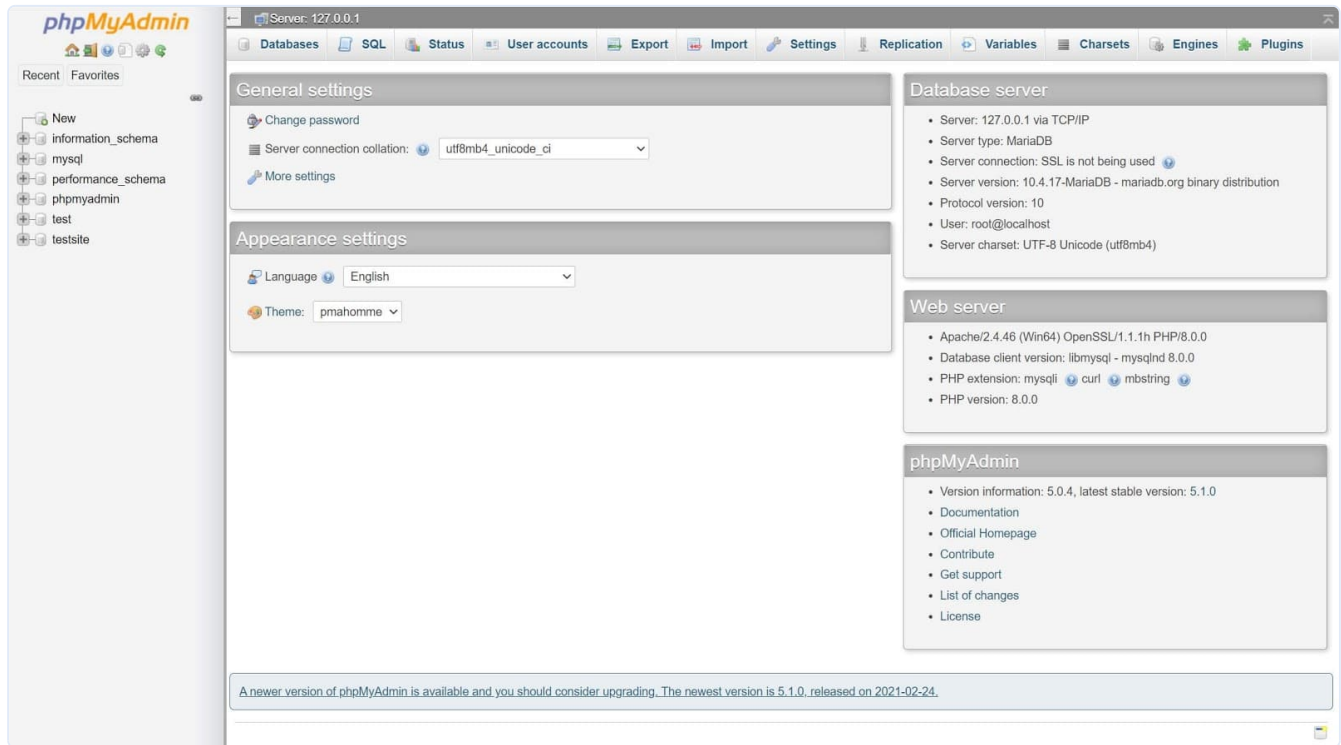 phpMyAdmin
Recent Favorites
New
information_schema
mysql
performance_schema
phpmyadmin
test
testsite
Server: 127.0.0.1
Databases SQL Status User accounts Export Import Settings Replication Variables Charsets Engines Plugins
General settings
Change password
Server connection collation: utf8mb4_unicode_ci
More settings
Appearance settings
Language English
Theme: pmahomme
Database server
• Server: 127.0.0.1 via TCP/IP
• Server type: MariaDB
• Server connection: SSL is not being used
• Server version: 10.4.17-MariaDB - mariadb.org binary distribution
• Protocol version: 10
• User: root@localhost
• Server charset: UTF-8 Unicode (utf8mb4)
Web server
• Apache/2.4.46 (Win64) OpenSSL/1.1.1h PHP/8.0.0
• Database client version: libmysql - mysqlnd 8.0.0
• PHP extension: mysqli curl mbstring
• PHP version: 8.0.0
phpMyAdmin
• Version information: 5.0.4, latest stable version: 5.1.0
• Documentation
• Official Homepage
• Contribute
• Get support
• List of changes
• License
A newer version of phpMyAdmin is available and you should consider upgrading. The newest version is 5.1.0, released on 2021-02-24.